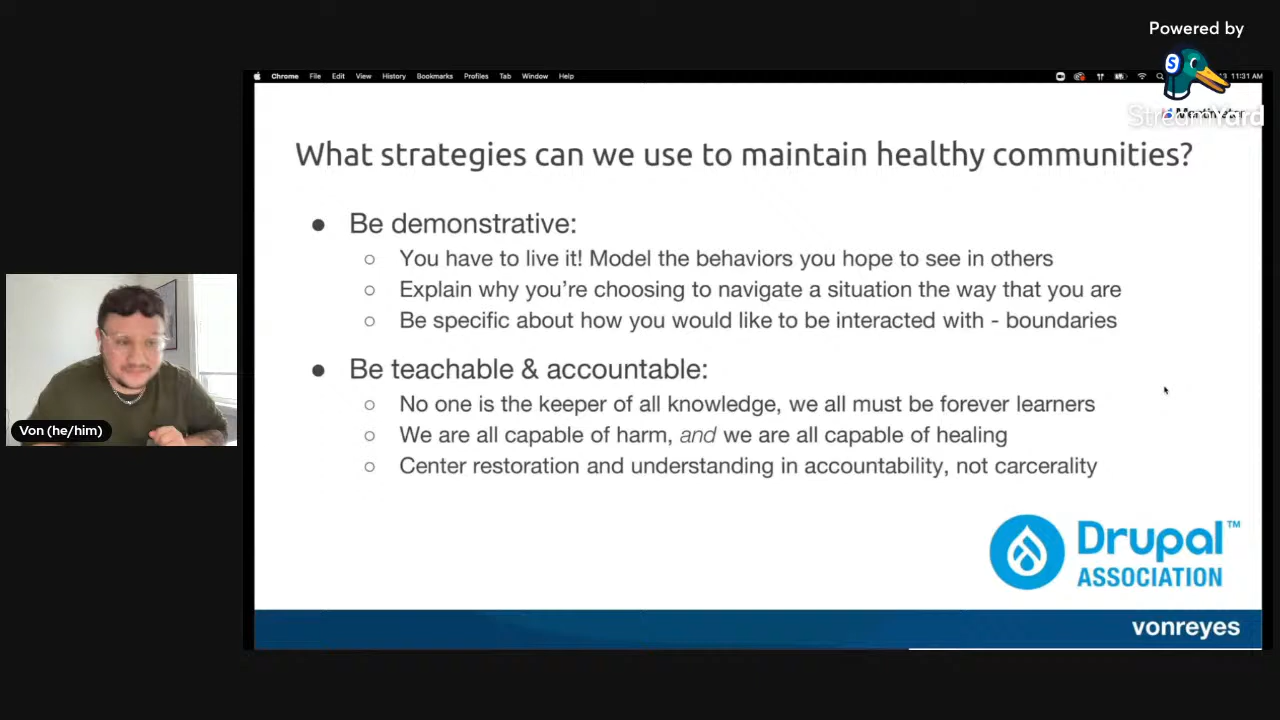 Powered by
S
StreamYard
Chrome File Edit View History Bookmarks Profiles Tab Window Help
11:31 AM
Mentimeter
What strategies can we use to maintain healthy communities?
● Be demonstrative:
○ You have to live it! Model the behaviors you hope to see in others
○ Explain why you’re choosing to navigate a situation the way that you are
○ Be specific about how you would like to be interacted with - boundaries
● Be teachable & accountable:
○ No one is the keeper of all knowledge, we all must be forever learners
○ We are all capable of harm, and we are all capable of healing
○ Center restoration and understanding in accountability, not carcerality
Von (he/him)
Drupal™
ASSOCIATION
vonreyes